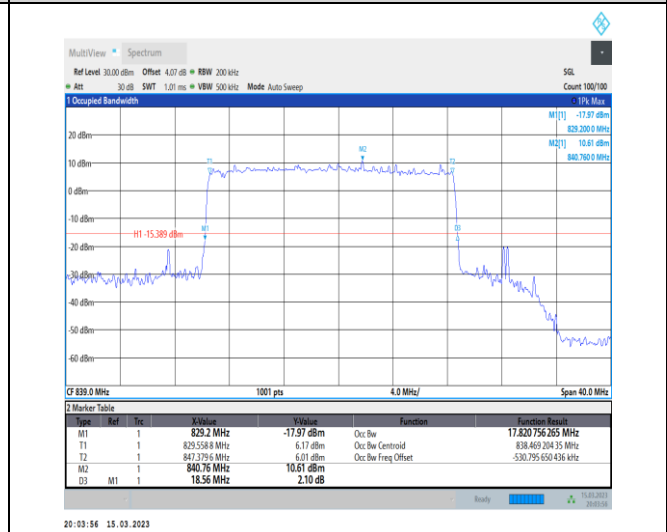 MultiView Spectrum
Ref Level 30.00 dBm Offset 4.07 dB RBW 200 kHz SGL
Att 30 dB SWT 1.01 ms VBW 500 kHz Mode Auto Sweep Count 100/100
1 Occupied Bandwidth 1Pk Max
M1[1] -17.97 dBm
829.200 0 MHz
M2[1] 10.61 dBm
840.760 0 MHz
20 dBm
M2
T1 T2
10 dBm
0 dBm
-10 dBm
M1 D3
H1 -15.389 dBm
-20 dBm
-30 dBm
-40 dBm
-50 dBm
-60 dBm
CF 839.0 MHz 1001 pts 4.0 MHz/ Span 40.0 MHz
2 Marker Table
Type Ref Trc X-Value Y-Value Function Function Result
M1 1 829.2 MHz -17.97 dBm Occ Bw 17.820 756 265 MHz
T1 1 829.558 8 MHz 6.17 dBm Occ Bw Centroid 838.469 204 35 MHz
T2 1 847.379 6 MHz 6.01 dBm Occ Bw Freq Offset -530.795 650 436 kHz
M2 1 840.76 MHz 10.61 dBm
D3 M1 1 18.56 MHz 2.10 dB
Ready 15.03.2023
20:03:56
20:03:56 15.03.2023